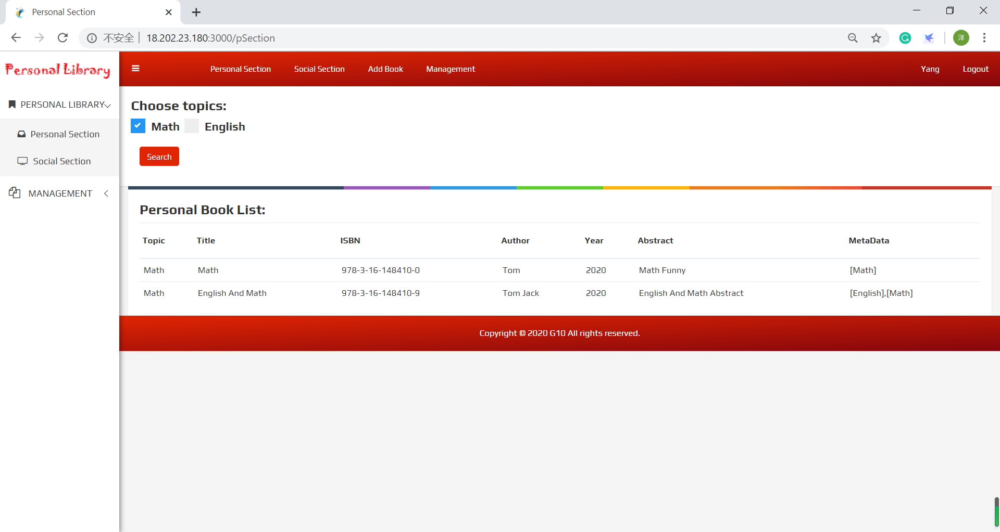 Personal Section
不安全 18.202.23.180:3000/pSection
洋
Personal Library
Personal Section Social Section Add Book Management Yang Logout
PERSONAL LIBRARY
Personal Section
Social Section
MANAGEMENT
Choose topics:
Math English
Search
Personal Book List:
Topic Title ISBN Author Year Abstract MetaData
Math Math 978-3-16-148410-0 Tom 2020 Math Funny [Math]
Math English And Math 978-3-16-148410-9 Tom Jack 2020 English And Math Abstract [English],[Math]
Copyright © 2020 G10 All rights reserved.